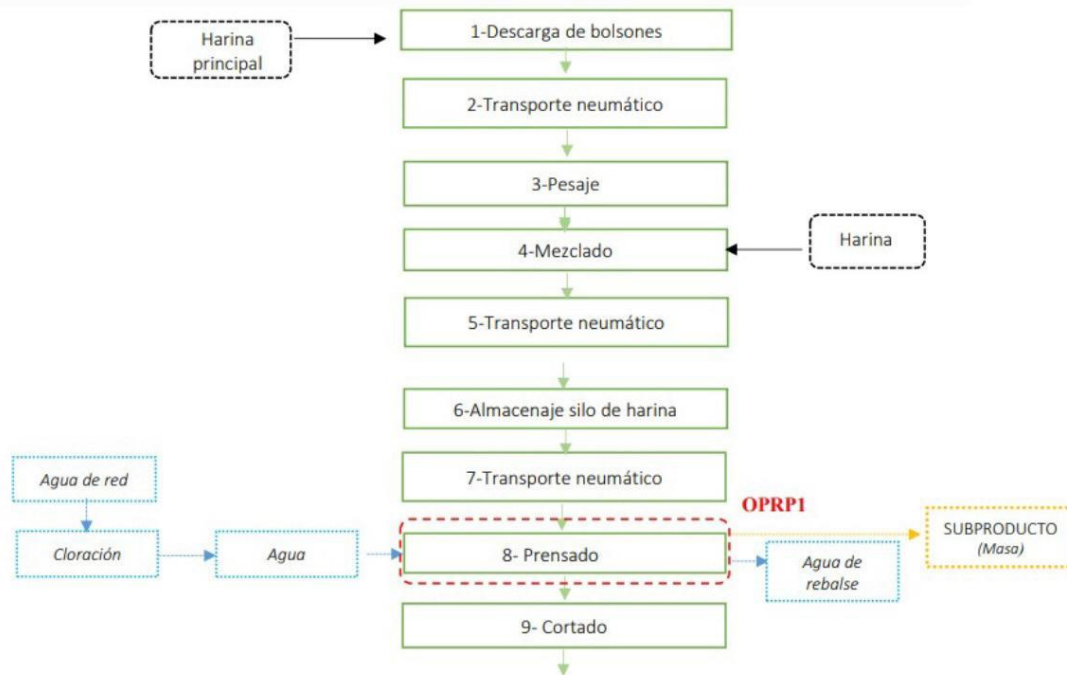 Harina
principal
1-Descarga de bolsones
2-Transporte neumático
3-Pesaje
4-Mezclado
Harina
5-Transporte neumático
6-Almacenaje silo de harina
7-Transporte neumático
Agua de red
OPRP1
SUBPRODUCTO
(Masa)
Cloración
Agua
8- Prensado
Agua de
rebalse
9- Cortado